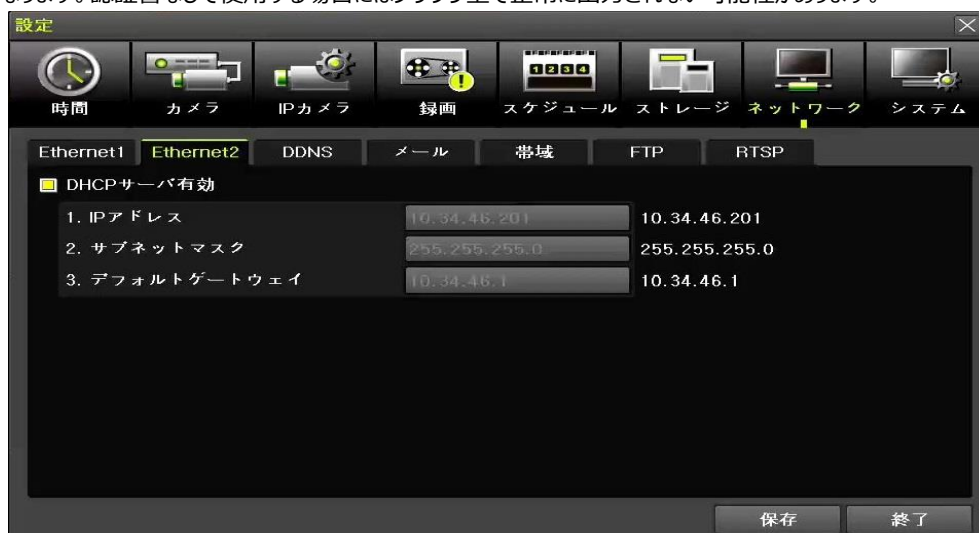 設定
時間 カメラ IPカメラ 録画 スケジュール ストレージ ネットワーク システム
Ethernet1 Ethernet2 DDNS メール 帯域 FTP RTSP
DHCPサーバ有効
1. IPアドレス 10.34.46.201 10.34.46.201
2. サブネットマスク 255.255.255.0 255.255.255.0
3. デフォルトゲートウェイ 10.34.46.1 10.34.46.1
保存 終了